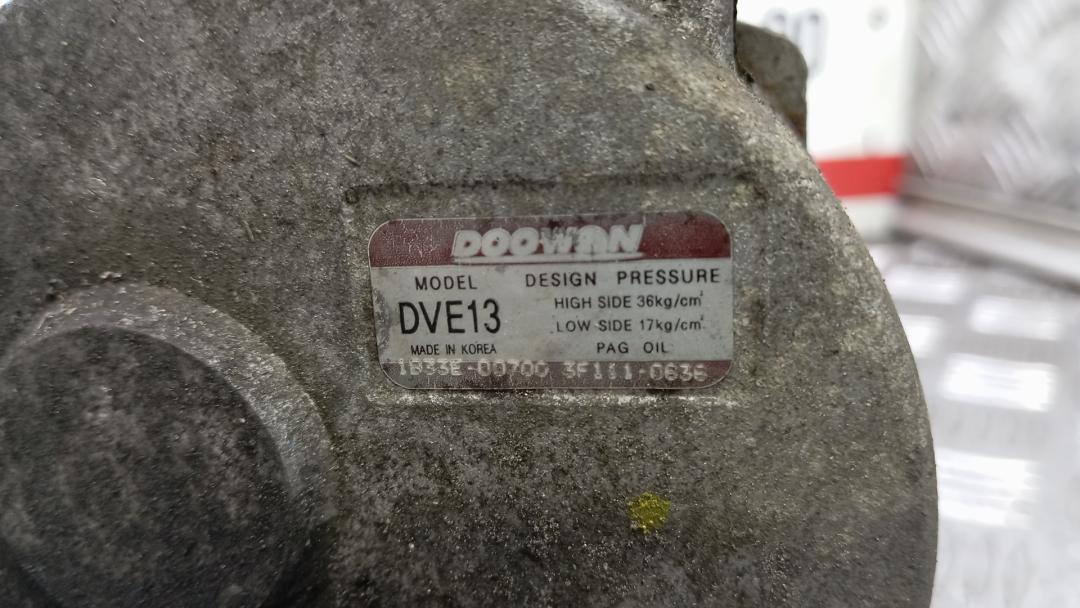 DOOWON
MODEL
DVE13
MADE IN KOREA
DESIGN PRESSURE
HIGH SIDE 36kg/cm²
LOW SIDE 17kg/cm²
PAG OIL
1B33E-00700 3F111-0636